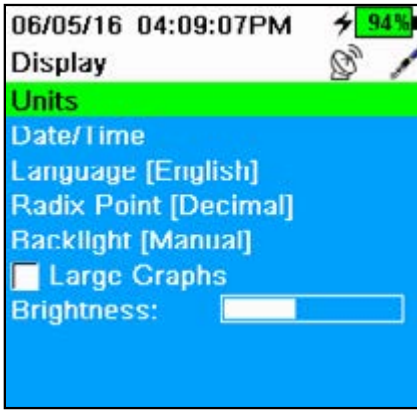 06/05/16 04:09:07PM 94%
Display
Units
Date/Time
Language [English]
Radix Point [Decimal]
Backlight [Manual]
Large Graphs
Brightness: